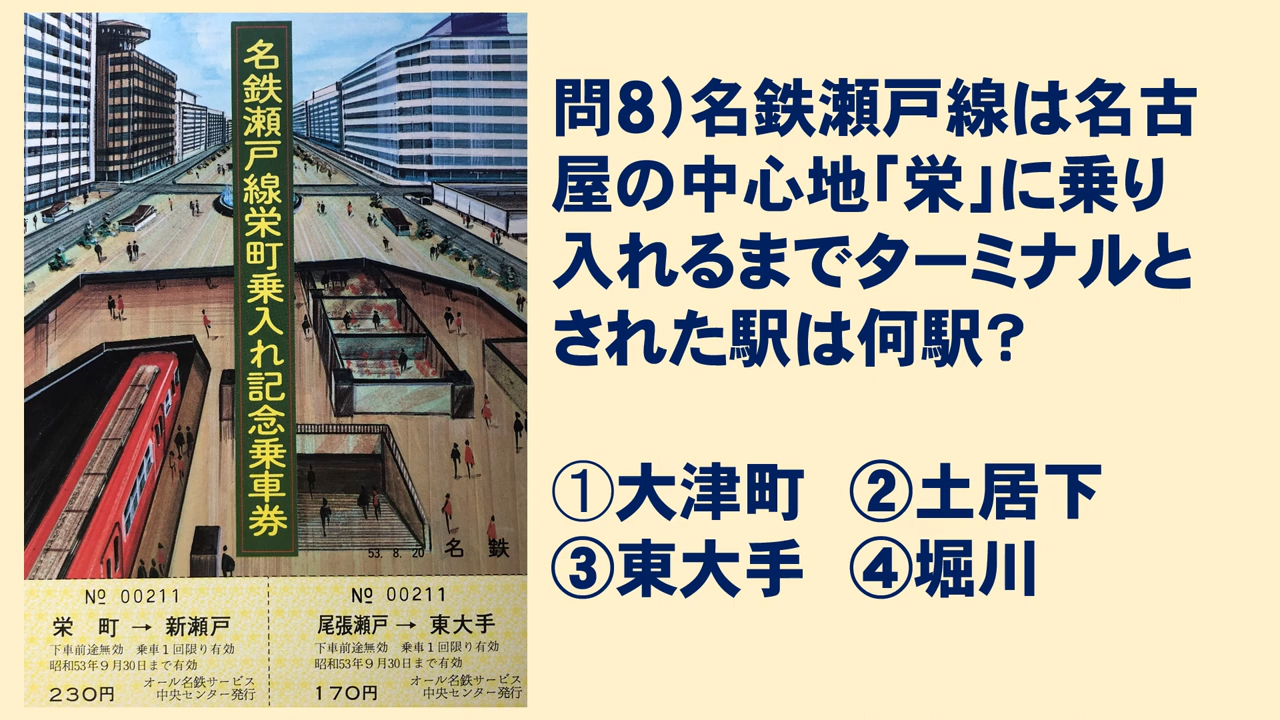 名鉄瀬戸線栄町乗入れ記念乗車券
53. 8. 20 名 鉄
№ 00211
栄 町 → 新瀬戸
下車前途無効 乗車1回限り有効
昭和53年9月30日まで有効
230円
オール名鉄サービス
中央センター発行
№ 00211
尾張瀬戸 → 東大手
下車前途無効 乗車1回限り有効
昭和53年9月30日まで有効
170円
オール名鉄サービス
中央センター発行
問8)名鉄瀬戸線は名古
屋の中心地「栄」に乗り
入れるまでターミナルと
された駅は何駅?
①大津町 ②土居下
③東大手 ④堀川